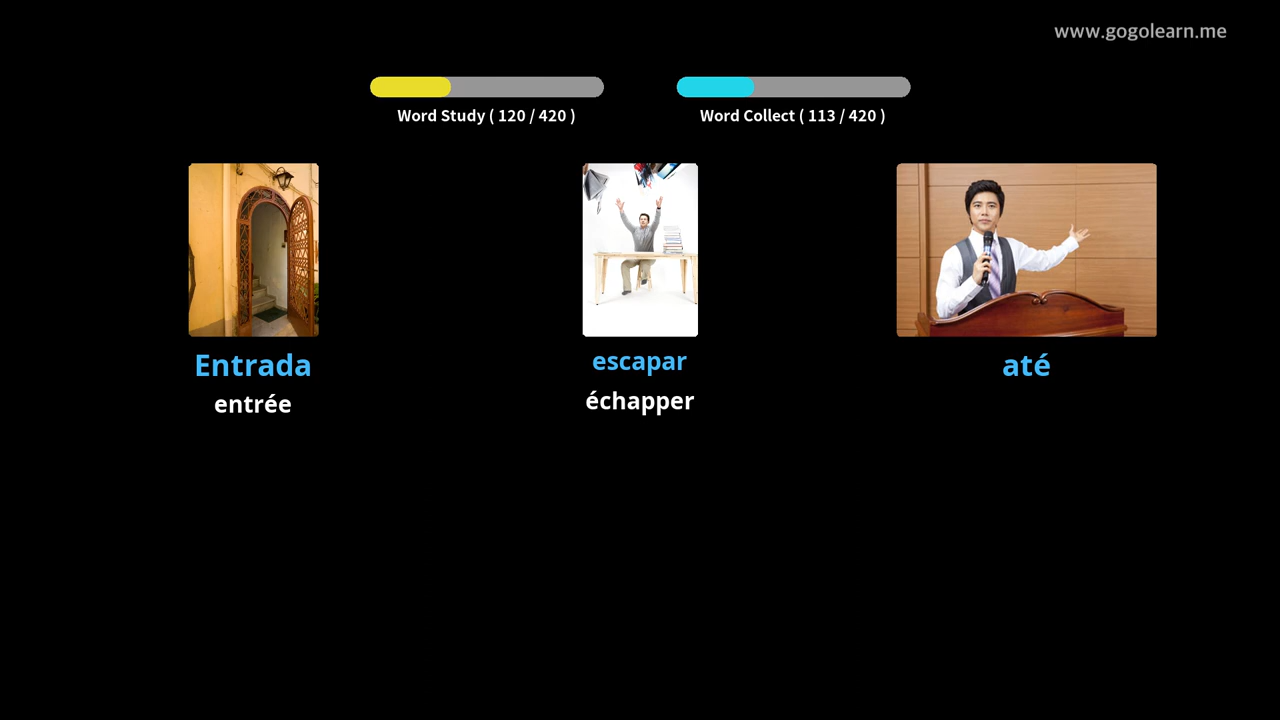 www.gogolearn.me
Word Study ( 120 / 420 )
Word Collect ( 113 / 420 )
Entrada
entrée
escapar
échapper
até